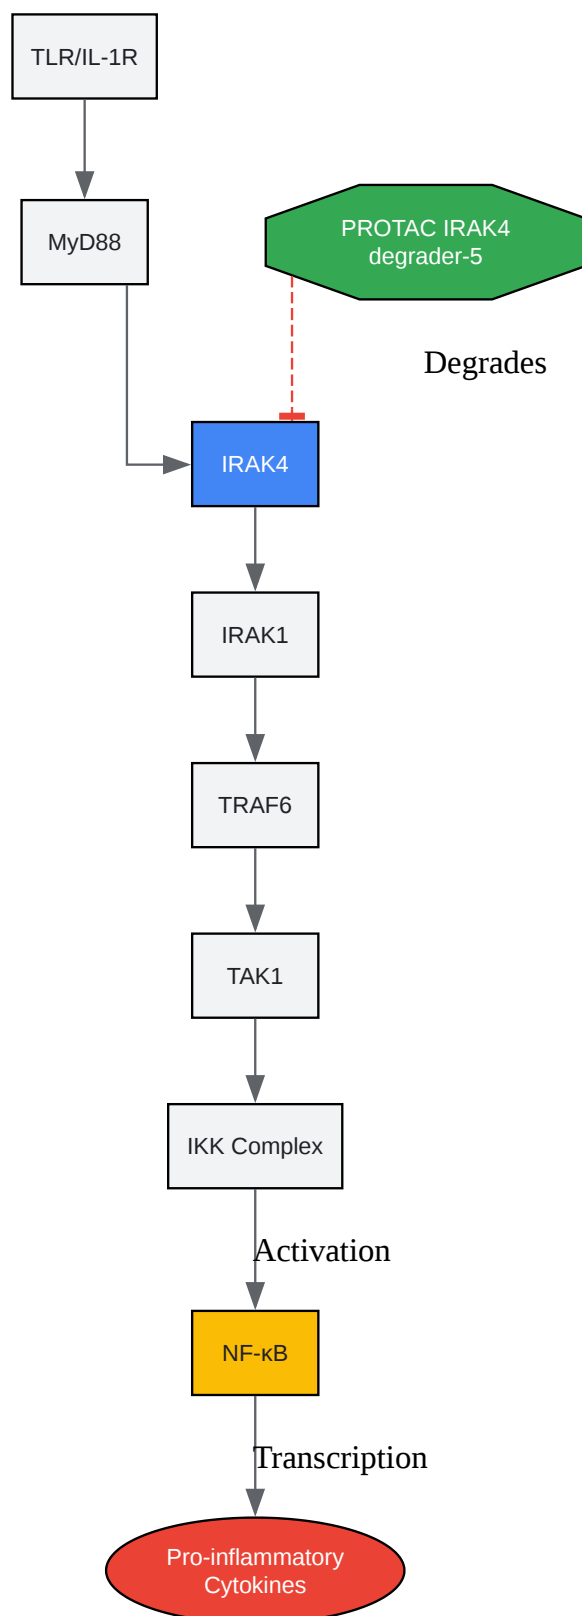 TLR/IL-1R
MyD88
PROTAC IRAK4
degrader-5
Degrades
IRAK4
IRAK1
TRAF6
TAK1
IKK Complex
Activation
NF-κB
Transcription
Pro-inflammatory
Cytokines